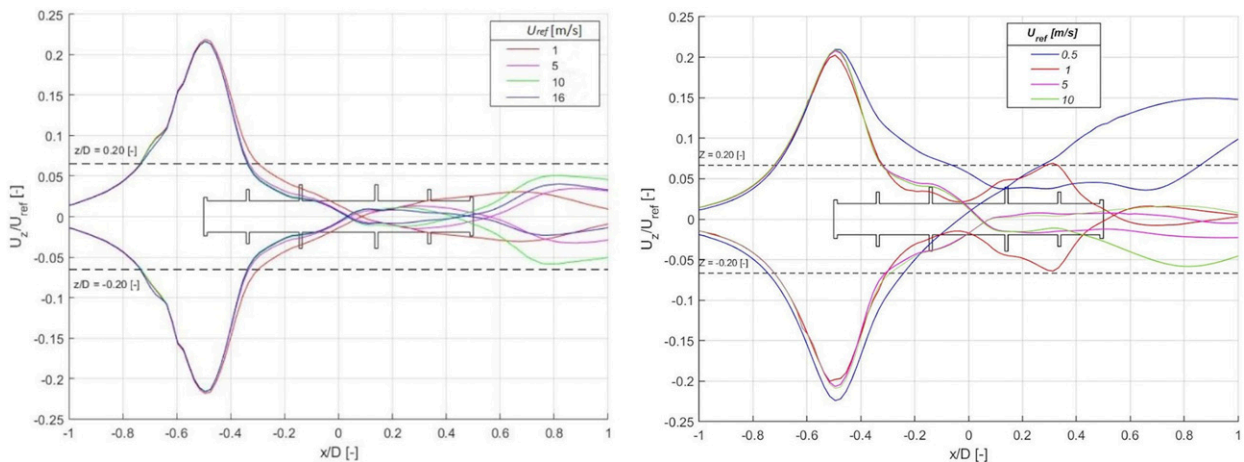 U_ref [m/s]
1
5
10
16
0.25
0.2
0.15
0.1
0.05
0
-0.05
-0.1
-0.15
-0.2
-0.25
U_z/U_ref [-]
z/D = 0.20 [-]
z/D = -0.20 [-]
-1 -0.8 -0.6 -0.4 -0.2 0 0.2 0.4 0.6 0.8 1
x/D [-]
U_ref [m/s]
0.5
1
5
10
0.25
0.2
0.15
0.1
0.05
0
-0.05
-0.1
-0.15
-0.2
-0.25
U_z/U_ref [-]
Z = 0.20 [-]
Z = -0.20 [-]
-1 -0.8 -0.6 -0.4 -0.2 0 0.2 0.4 0.6 0.8 1
x/D [-]